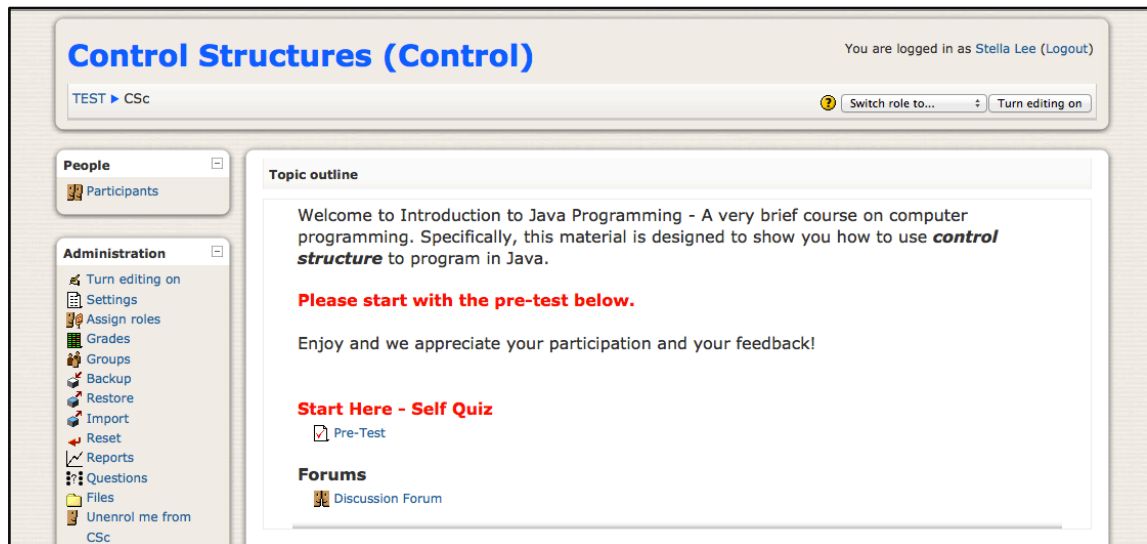 Control Structures (Control)
You are logged in as Stella Lee (Logout)
TEST ► CSc
? Switch role to... Turn editing on
People
Participants
Administration
Turn editing on
Settings
Assign roles
Grades
Groups
Backup
Restore
Import
Reset
Reports
Questions
Files
Unenrol me from
CSc
Topic outline
Welcome to Introduction to Java Programming - A very brief course on computer
programming. Specifically, this material is designed to show you how to use control
structure to program in Java.
Please start with the pre-test below.
Enjoy and we appreciate your participation and your feedback!
Start Here - Self Quiz
Pre-Test
Forums
Discussion Forum